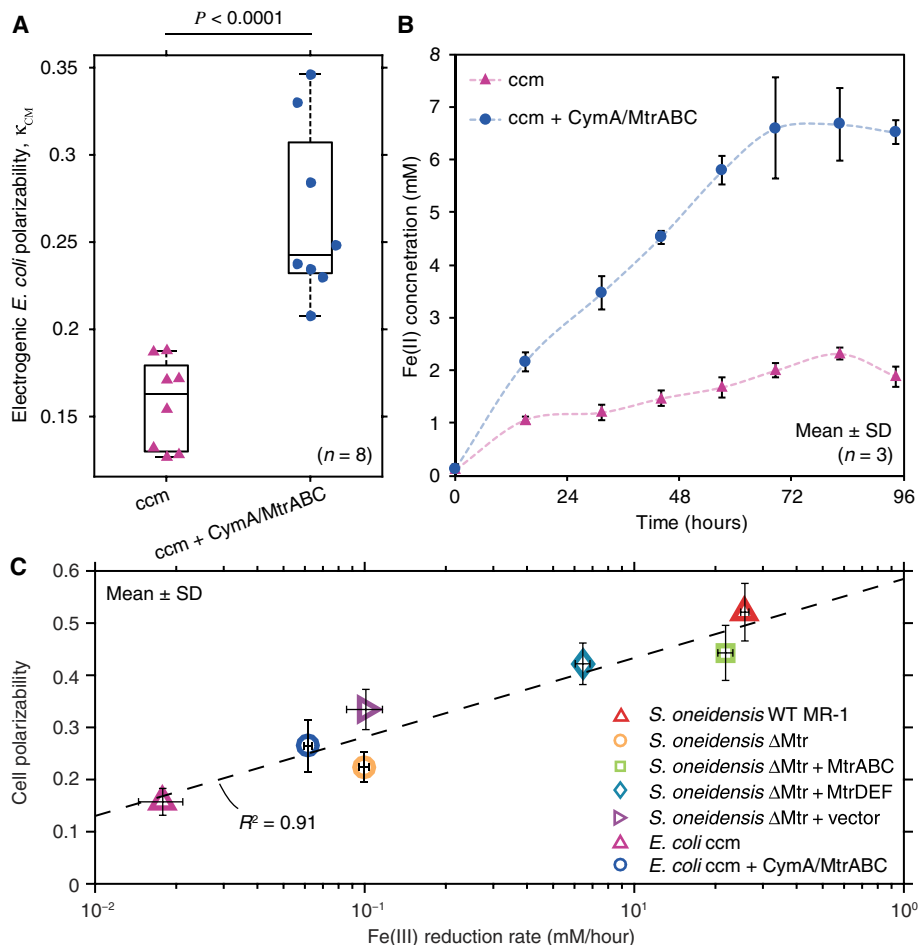 A
P < 0.0001
Electrogenic E. coli polarizability, κCM
0.35
0.3
0.25
0.2
0.15
(n = 8)
ccm
ccm + CymA/MtrABC
B
ccm
ccm + CymA/MtrABC
Fe(II) concnetration (mM)
8
7
6
5
4
3
2
1
0
Mean ± SD
(n = 3)
0
24
48
72
96
Time (hours)
C
Mean ± SD
Cell polarizability
0.6
0.5
0.4
0.3
0.2
0.1
0
R² = 0.91
S. oneidensis WT MR-1
S. oneidensis ΔMtr
S. oneidensis ΔMtr + MtrABC
S. oneidensis ΔMtr + MtrDEF
S. oneidensis ΔMtr + vector
E. coli ccm
E. coli ccm + CymA/MtrABC
10⁻²
10⁻¹
10¹
10⁰
Fe(III) reduction rate (mM/hour)